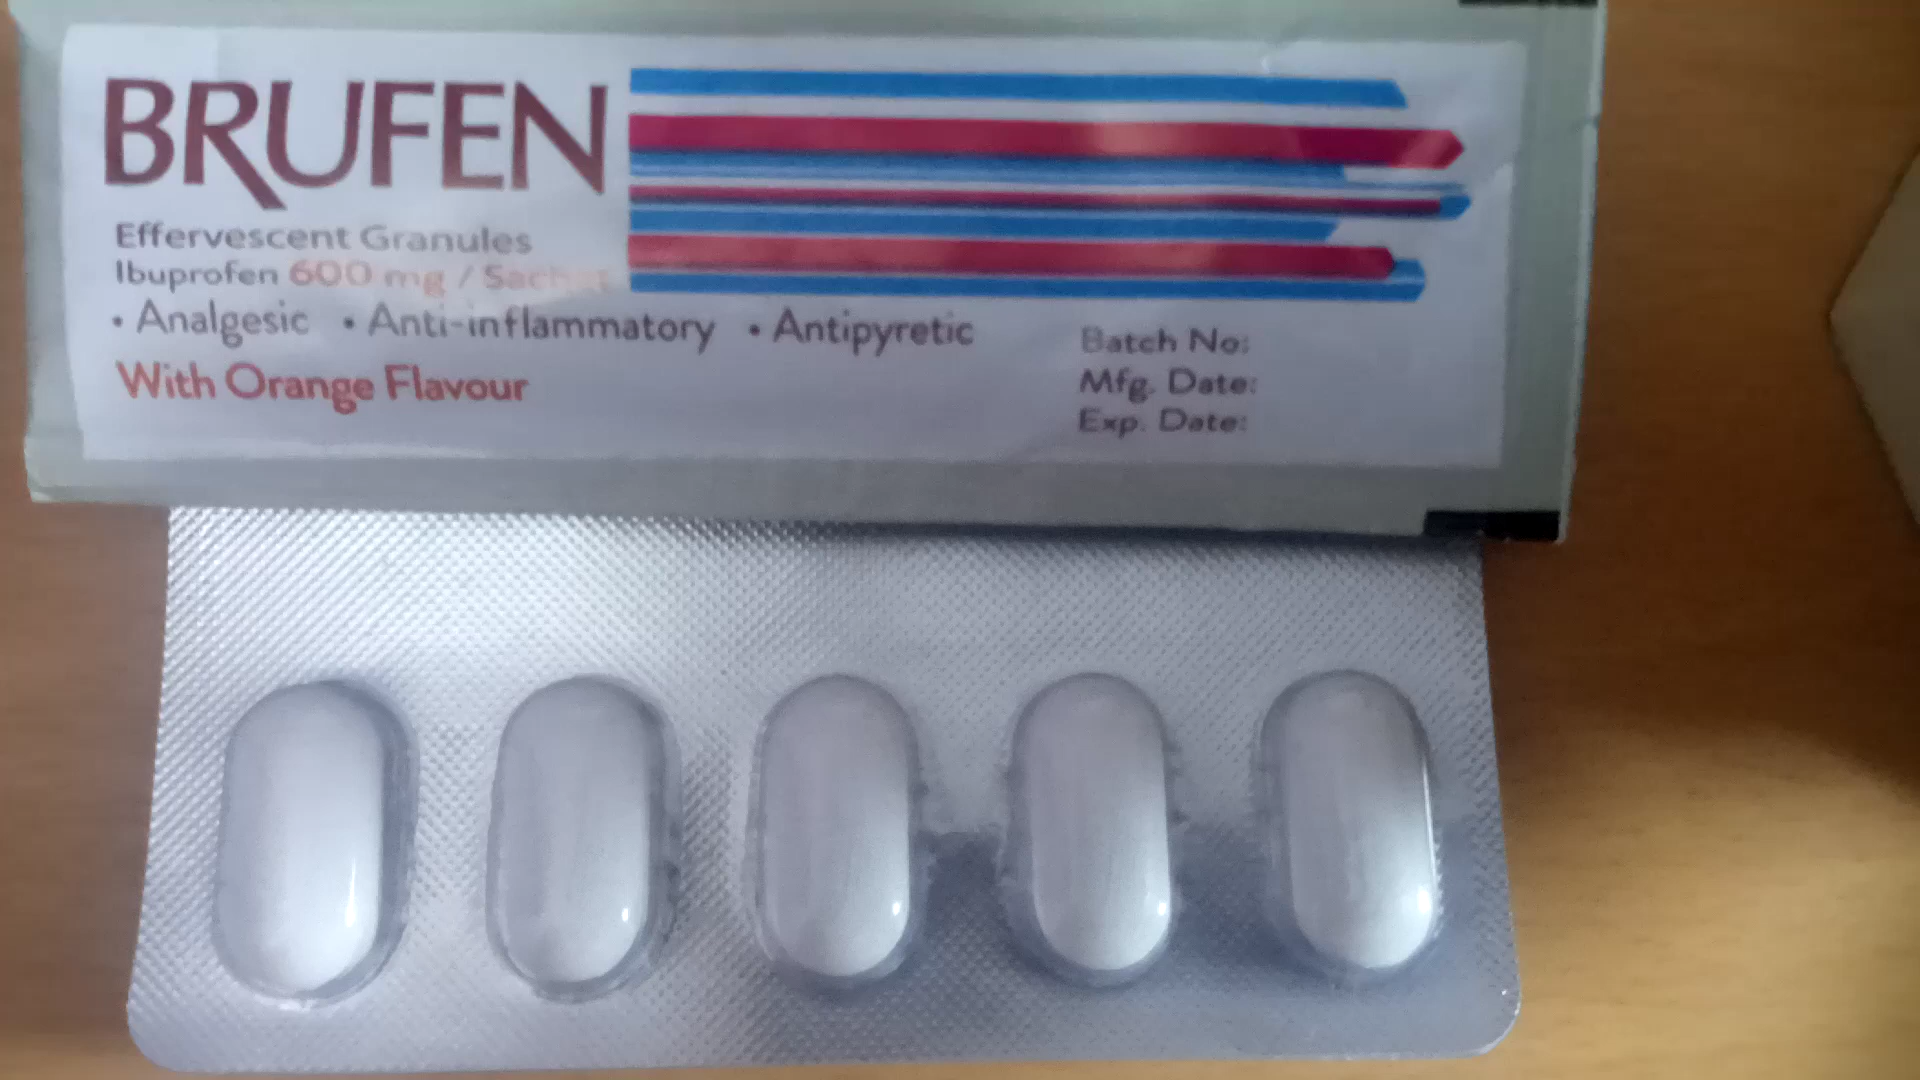 BRUFEN
Effervescent Granules
Ibuprofen 600 mg / Sachet
• Analgesic • Anti-inflammatory • Antipyretic
With Orange Flavour
Batch No:
Mfg. Date:
Exp. Date: